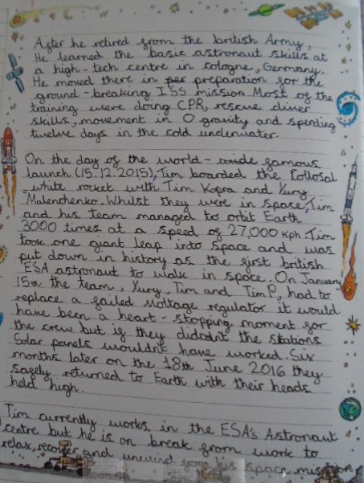 After he retired from the british Army,
He learned the basic astronaut skills at
a high-tech centre in cologne, Germany.
He moved there in per preparation for the
ground-breaking ISS mission. Most of the
training were doing CPR, rescue diver
skills, movement in 0 gravity and spending
twelve days in the cold underwater.
On the day of the world-wide famous
launch (15.12.2015), Tim boarded the
white rocket with Tim Kopra and Yury
Malenchenko. Whilst they were in space, Tim
and his team managed to orbit Earth
3000 times at a speed of 27,000 kph. Tim
took one giant leap into space and was
put down in history as the first british
ESA astronaut to walk in space. On January
15th the team, Yury, Tim and Tim P, had to
replace a failed voltage regulator it would
have been a heart-stopping moment for
the crew but if they didodnt the stations
Solar panels wouldn't have worked. Six
months later on the 18th June 2016 they
safely returned to Earth with their heads
held high.
Tim currently works in the ESA's Astronaut
centre but he is on break from work to
relax, recover and unwind from his space mission